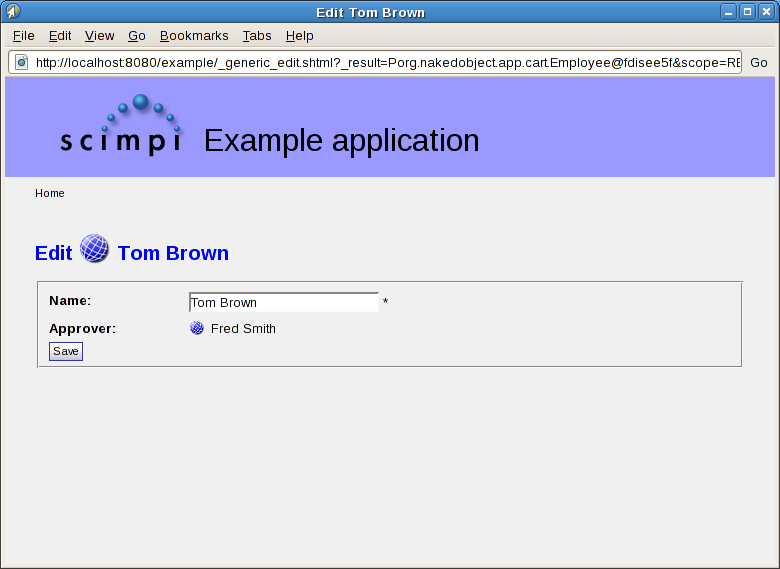 Edit Tom Brown
File Edit View Go Bookmarks Tabs Help
http://localhost:8080/example/_generic_edit.shtml?_result=Porg.nakedobject.app.cart.Employee@fdisee5f&scope=RE Go
scimpi Example application
Home
Edit Tom Brown
Name: Tom Brown *
Approver: Fred Smith
Save